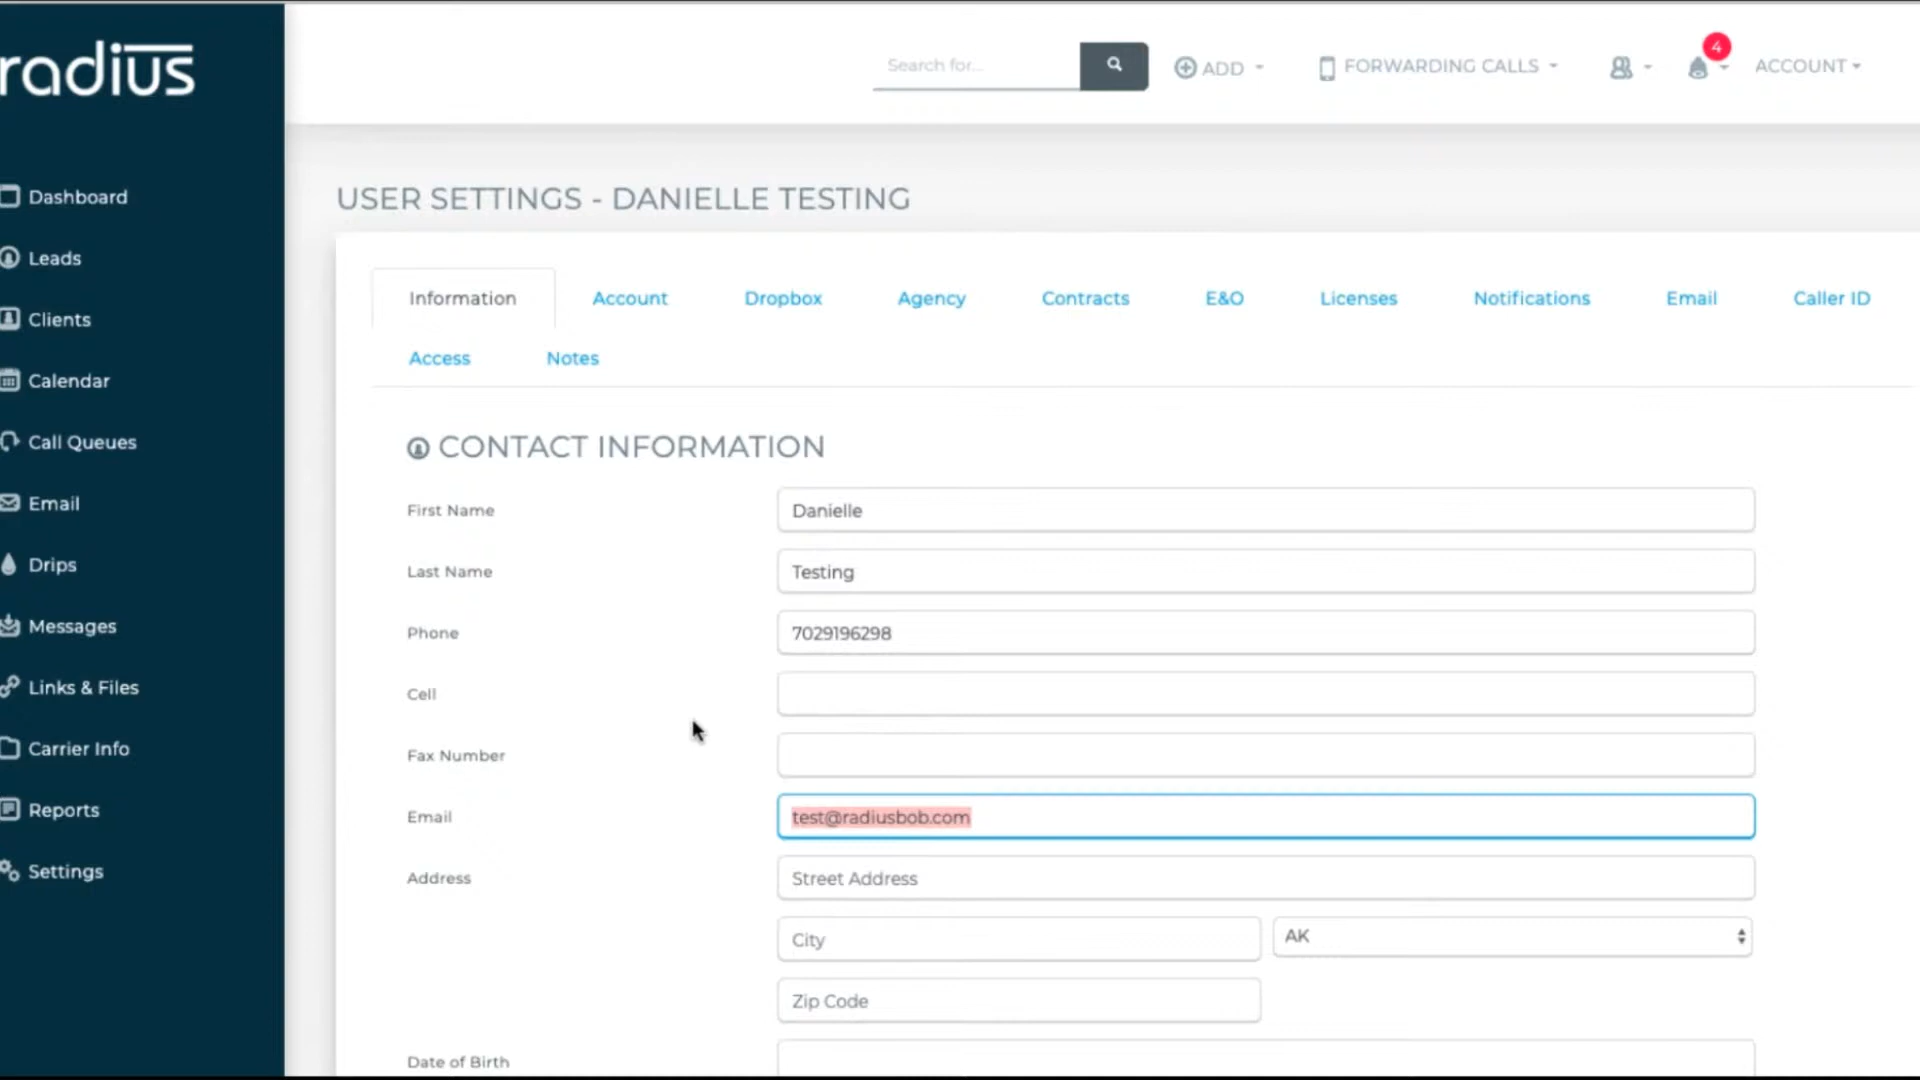 radius
Search for...
ADD
FORWARDING CALLS
4
ACCOUNT
Dashboard
Leads
Clients
Calendar
Call Queues
Email
Drips
Messages
Links & Files
Carrier Info
Reports
Settings
USER SETTINGS - DANIELLE TESTING
Information Account Dropbox Agency Contracts E&O Licenses Notifications Email Caller ID
Access Notes
CONTACT INFORMATION
First Name Danielle
Last Name Testing
Phone 7029196298
Cell
Fax Number
Email test@radiusbob.com
Address Street Address
City AK
Zip Code
Date of Birth